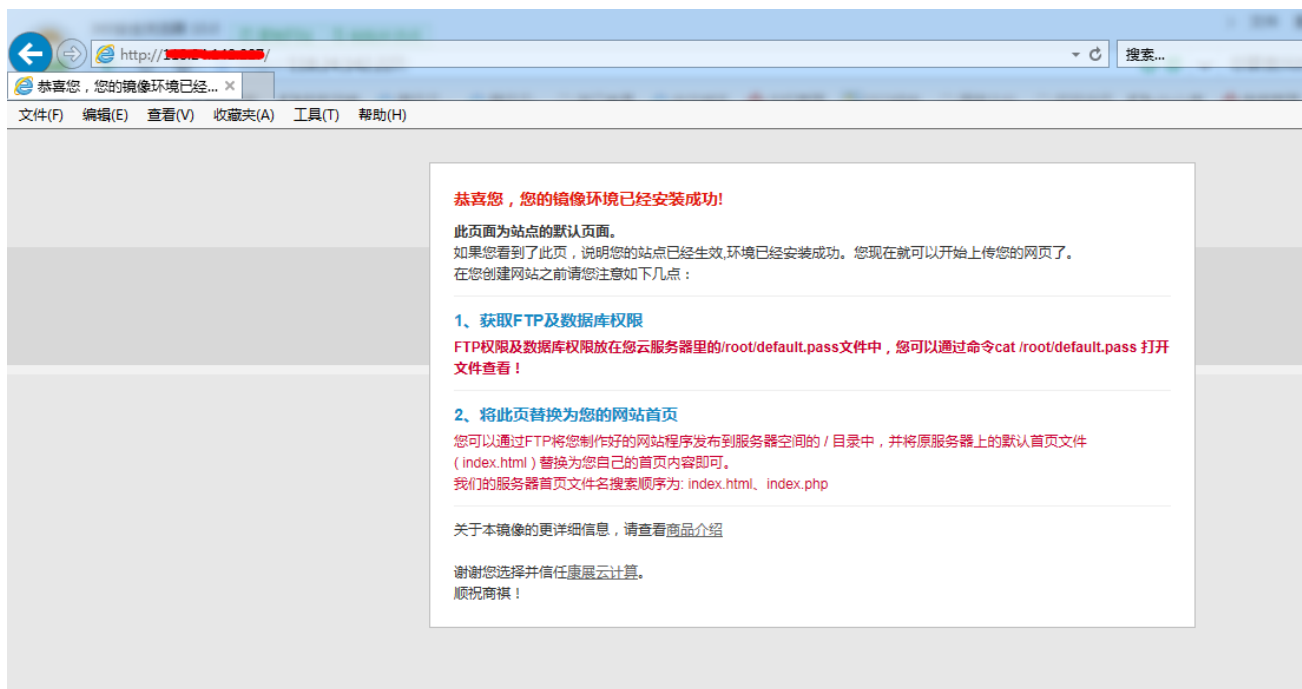 http://
搜索...
恭喜您，您的镜像环境已经...
文件(F) 编辑(E) 查看(V) 收藏夹(A) 工具(T) 帮助(H)
恭喜您，您的镜像环境已经安装成功!
此页面为站点的默认页面。
如果您看到了此页，说明您的站点已经生效,环境已经安装成功。您现在就可以开始上传您的网页了。
在您创建网站之前请您注意如下几点：
1、获取FTP及数据库权限
FTP权限及数据库权限放在您云服务器里的/root/default.pass文件中，您可以通过命令cat /root/default.pass 打开
文件查看！
2、将此页替换为您的网站首页
您可以通过FTP将您制作好的网站程序发布到服务器空间的 / 目录中，并将原服务器上的默认首页文件
( index.html ) 替换为您自己的首页内容即可。
我们的服务器首页文件名搜索顺序为: index.html、index.php
关于本镜像的更详细信息，请查看商品介绍
谢谢您选择并信任康展云计算。
顺祝商祺！